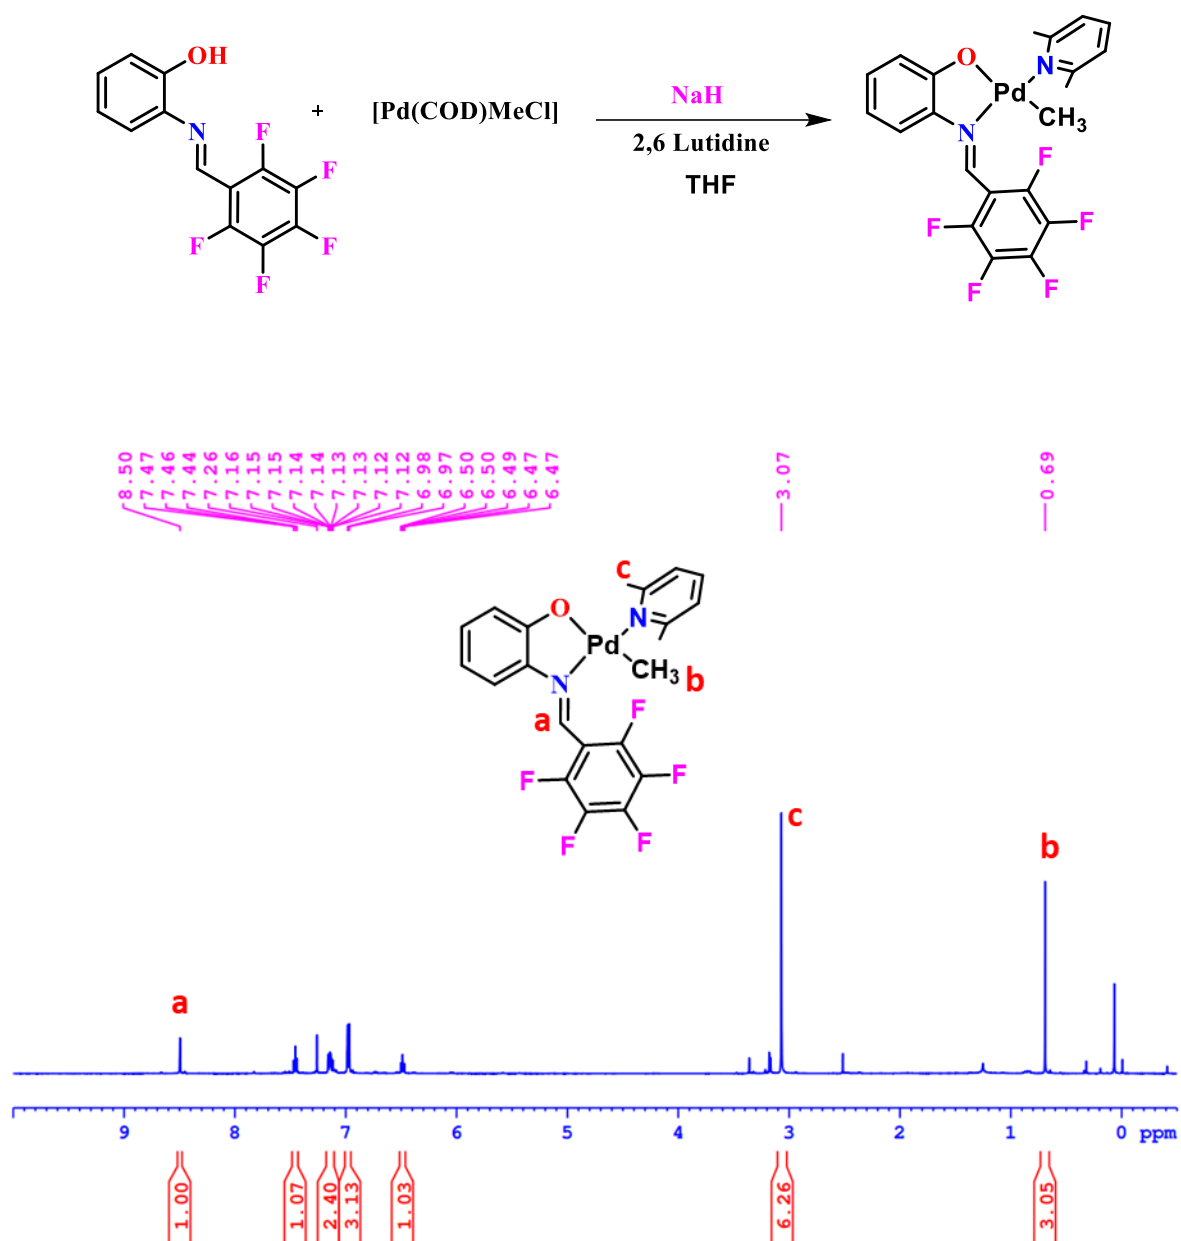 OH
N
F
F
F
F
F
+
[Pd(COD)MeCl]
NaH
2,6 Lutidine
THF
O
N
Pd
CH3
N
F
F
F
F
F
8.50
7.47
7.46
7.44
7.26
7.16
7.15
7.15
7.14
7.14
7.13
7.13
7.12
7.12
6.98
6.97
6.50
6.50
6.49
6.47
6.47
3.07
0.69
c
O
N
Pd
CH3 b
N
a
F
F
F
F
F
c
b
a
9 8 7 6 5 4 3 2 1 0 ppm
1.00
1.07
2.40
3.13
1.03
6.26
3.05